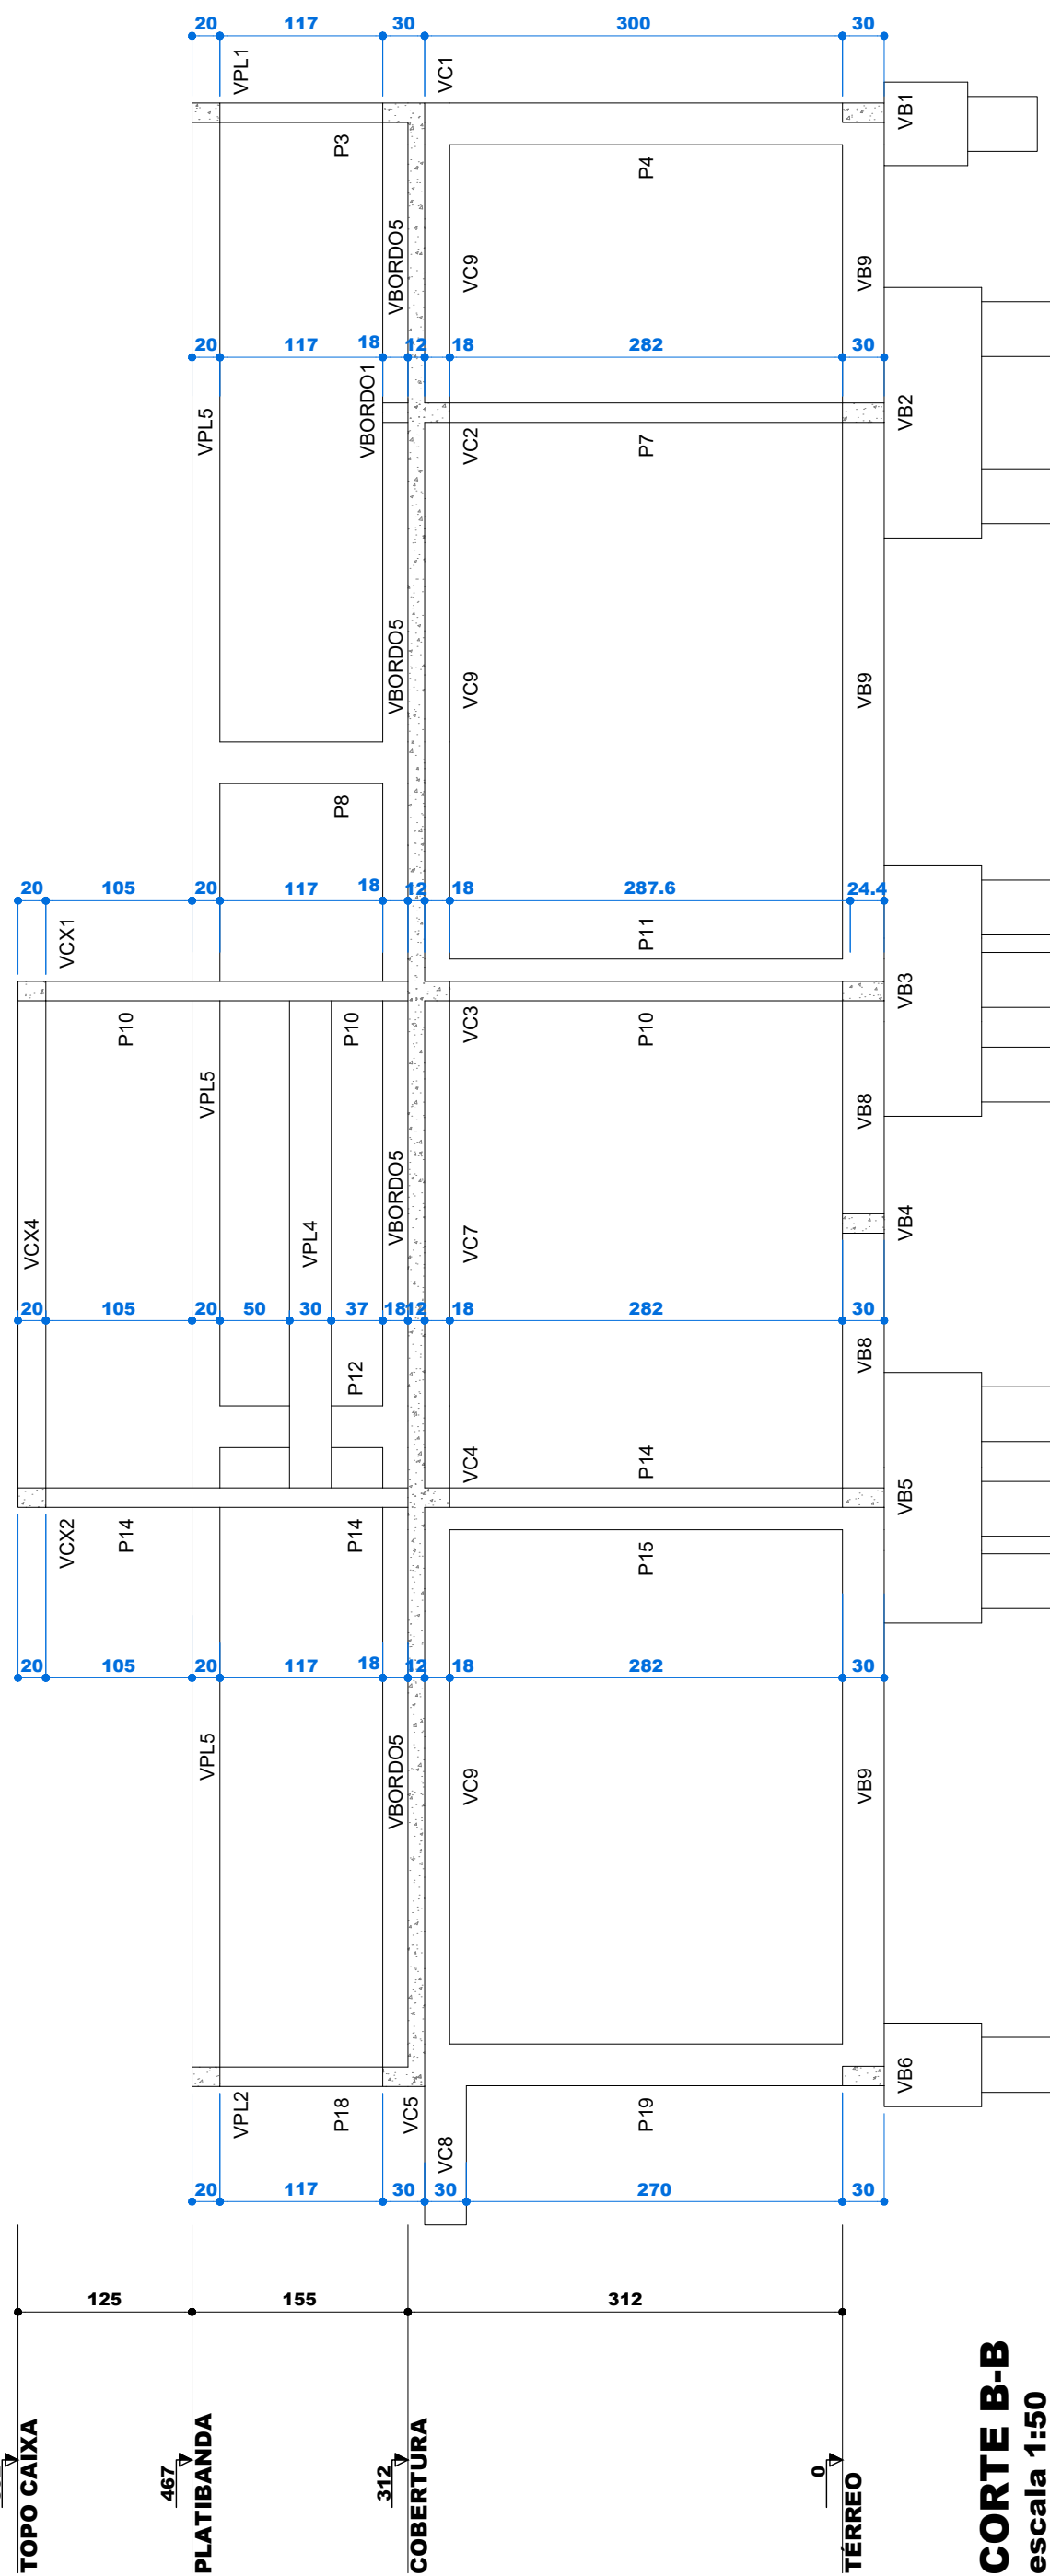 TOPO CAIXA
VCX4
VCX2
VCX1
P14
P10
467
PLATIBANDA
VPL5
VPL5
VPL5
VPL2
VPL1
VPL4
P18
P14
P12
P10
P8
P3
VBORDO1
312
COBERTURA
VBORDO5
VBORDO5
VBORDO5
VBORDO5
VC5
VC8
VC1
VC9
VC4
VC7
VC3
VC9
VC2
VC9
P19
P15
P14
P10
P11
P7
P4
0
TÉRREO
VB9
VB8
VB8
VB9
VB9
VB6
VB5
VB4
VB3
VB2
VB1
125 155 312
20 117 30 30 270 30
20 105 20 117 18 12 18 282 30
20 105 20 50 30 37 18 12 18 282 30
20 105 20 117 18 12 18 287.6 24.4
20 117 18 12 18 282 30
20 117 30 300 30
CORTE B-B
escala 1:50